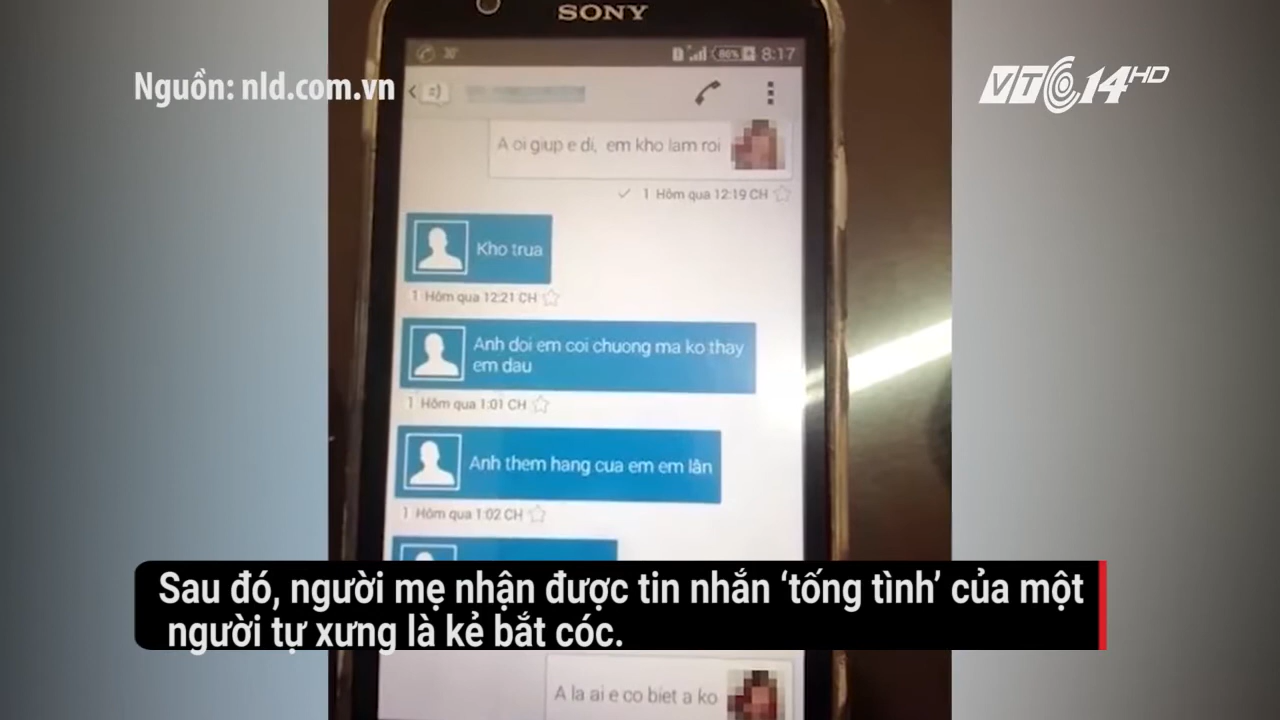 SONY
80% 8:17
Nguồn: nld.com.vn
VTC14 HD
A oi giup e di, em kho lam roi
1 Hôm qua 12:19 CH
Kho trua
1 Hôm qua 12:21 CH
Anh doi em coi chuong ma ko thay
em dau
1 Hôm qua 1:01 CH
Anh them hang cua em em lân
1 Hôm qua 1:02 CH
Sau đó, người mẹ nhận được tin nhắn ‘tống tình’ của một
người tự xưng là kẻ bắt cóc.
A la ai e co biet a ko